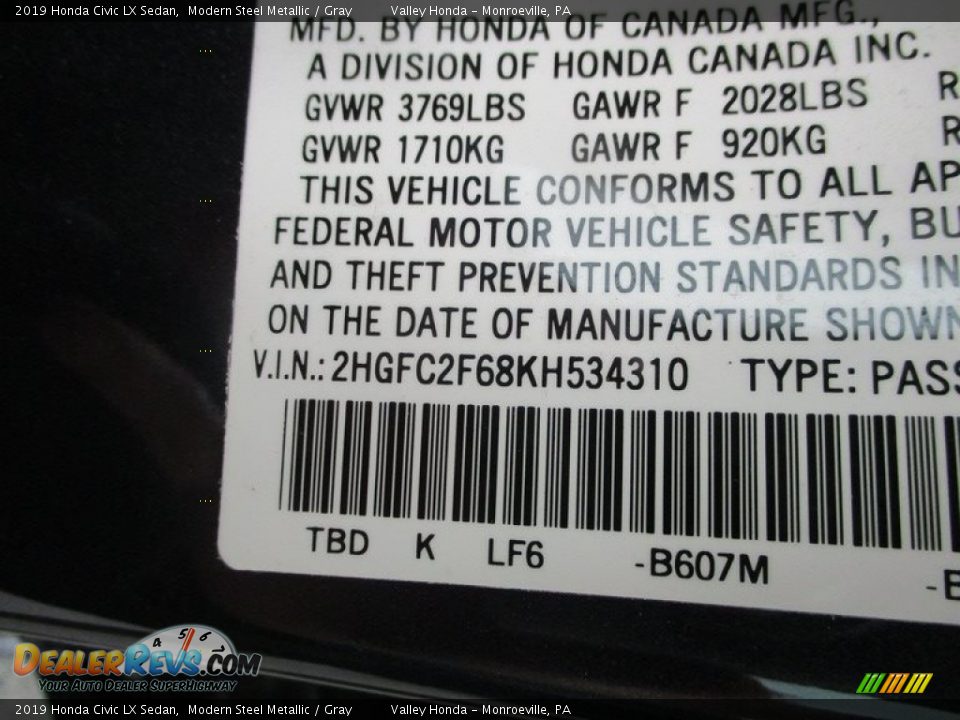 2019 Honda Civic LX Sedan, Modern Steel Metallic / Gray Valley Honda - Monroeville, PA
MFD. BY HONDA OF CANADA MFG.,
A DIVISION OF HONDA CANADA INC.
GVWR 3769LBS GAWR F 2028LBS R
GVWR 1710KG GAWR F 920KG R
THIS VEHICLE CONFORMS TO ALL AP
FEDERAL MOTOR VEHICLE SAFETY, BU
AND THEFT PREVENTION STANDARDS IN
ON THE DATE OF MANUFACTURE SHOWN
V.I.N.: 2HGFC2F68KH534310 TYPE: PASS
TBD K LF6 -B607M -B
4 5 6
DEALERREVS.COM
YOUR AUTO DEALER SUPERHIGHWAY
2019 Honda Civic LX Sedan, Modern Steel Metallic / Gray Valley Honda - Monroeville, PA